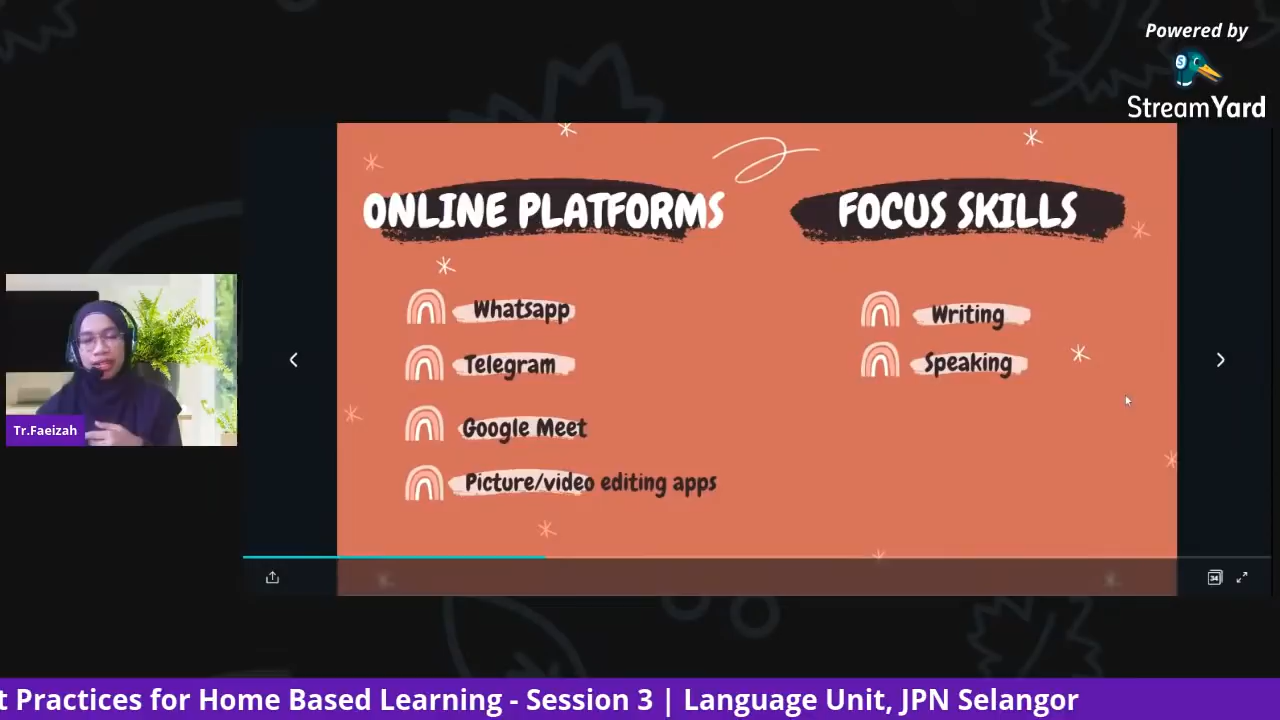 Powered by
StreamYard
ONLINE PLATFORMS
FOCUS SKILLS
Whatsapp
Telegram
Google Meet
Picture/video editing apps
Writing
Speaking
Tr.Faeizah
34
t Practices for Home Based Learning - Session 3 | Language Unit, JPN Selangor